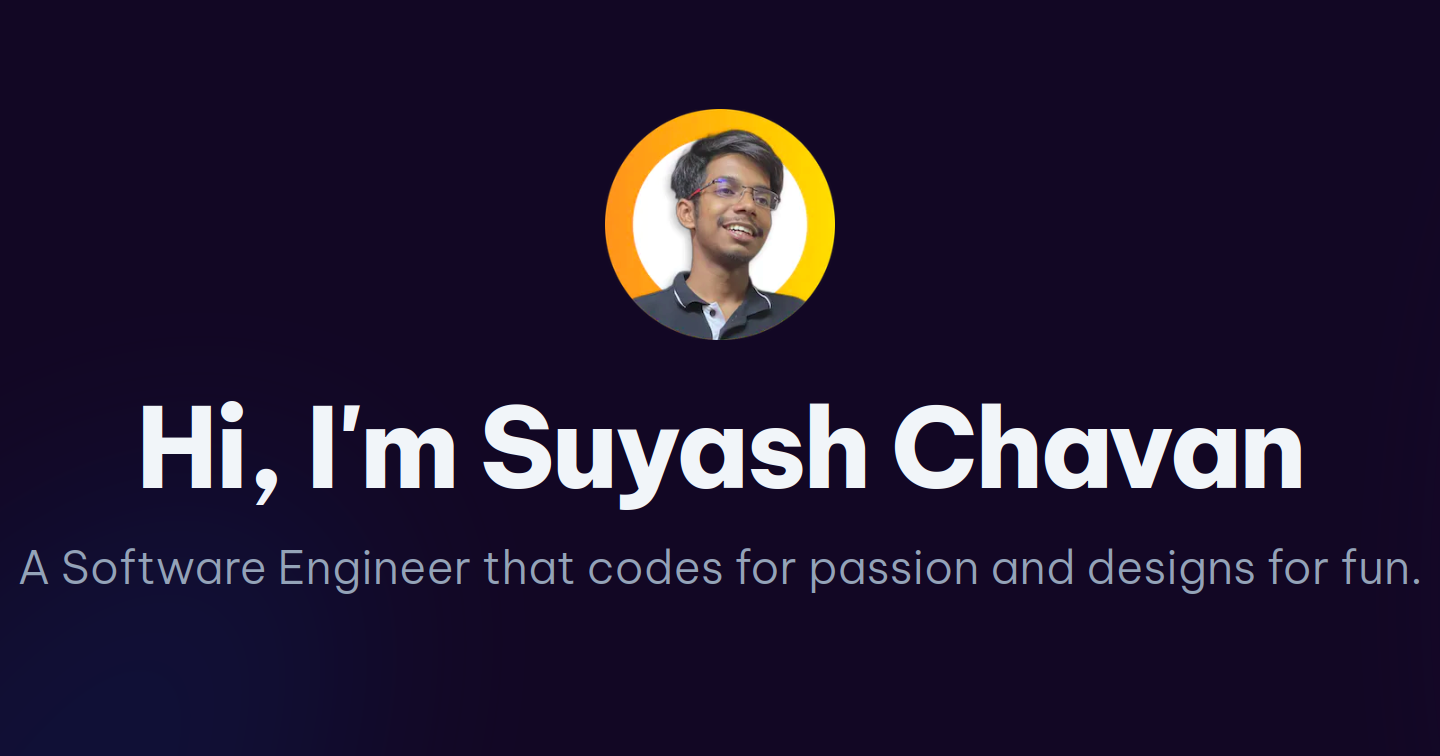 Hi, I'm Suyash Chavan
A Software Engineer that codes for passion and designs for fun.